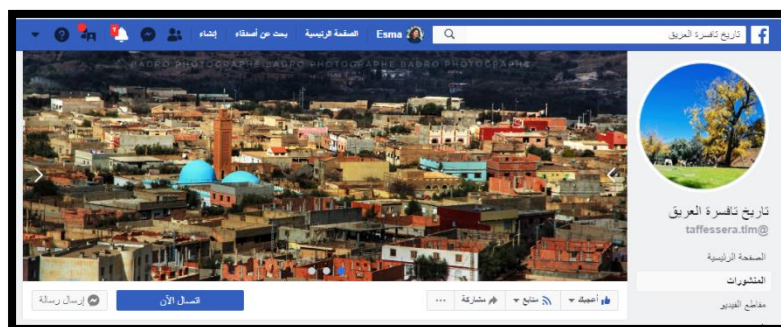 تاريخ تافسرة العريق
Esma الصفحة الرئيسية بحث عن أصدقاء إنشاء
BADRO PHOTOGRAPHE BADRO PHOTOGRAPHE BADRO PHOTOGRAPHE
تاريخ تافسرة العريق
@taffessera.tlm
الصفحة الرئيسية
المنشورات
مقاطع الفيديو
أعجبك متابَع مشاركة ...
اتصال الآن
إرسال رسالة